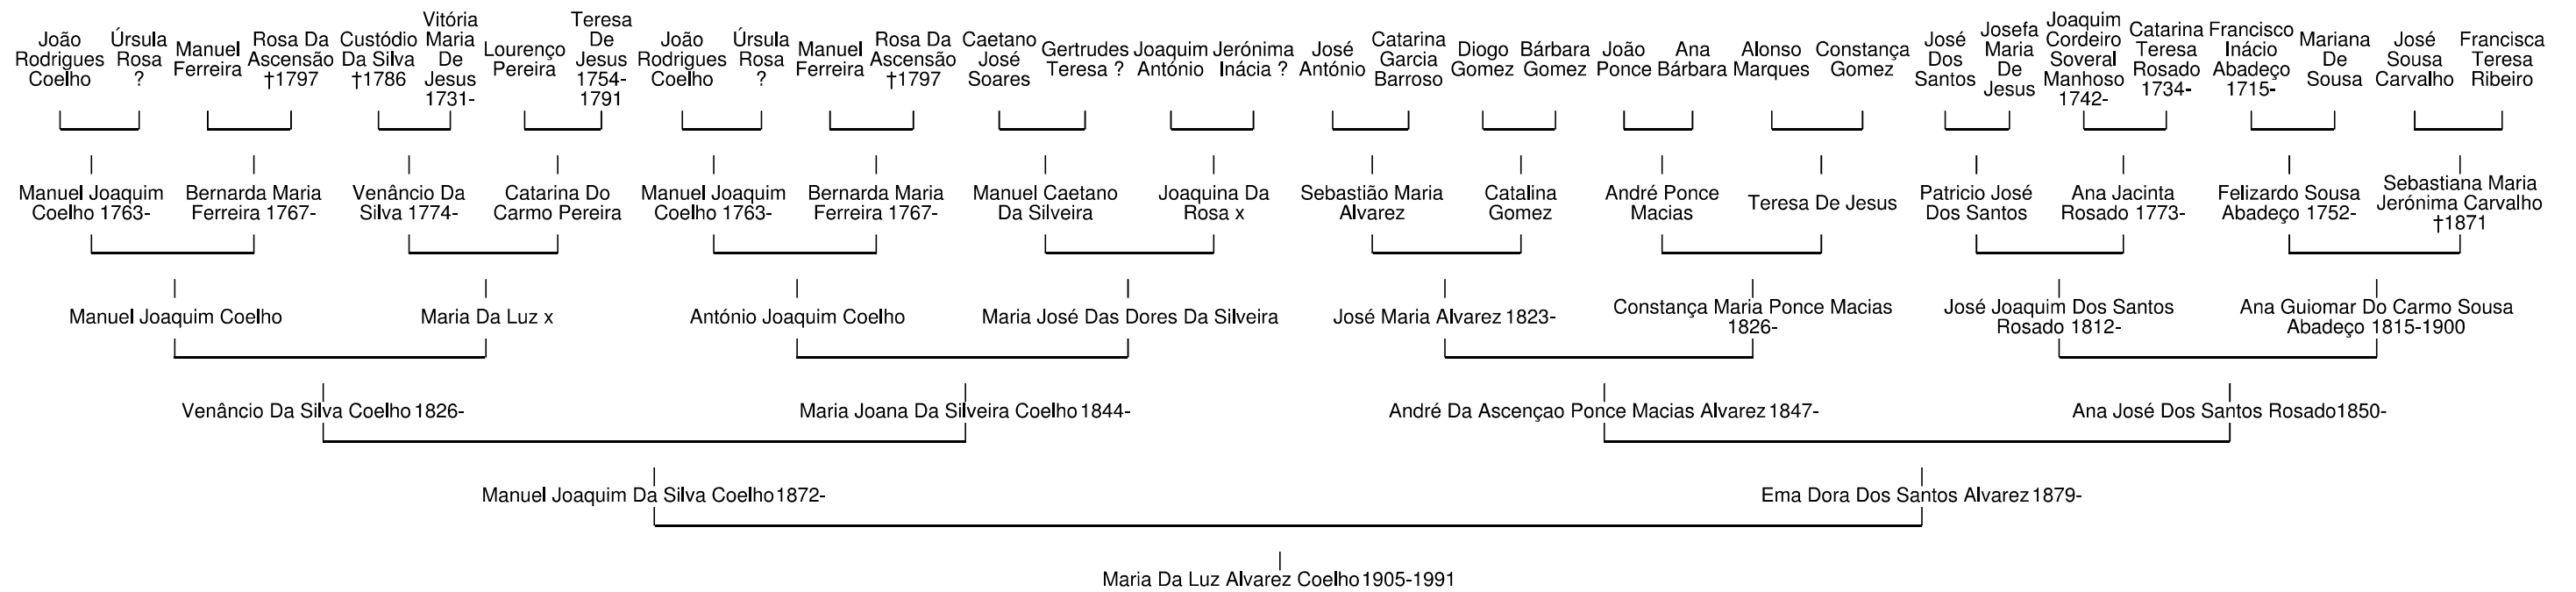 João
Rodrigues
Coelho
Úrsula
Rosa
?
Manuel
Ferreira
Rosa Da
Ascensão
†1797
Custódio
Da Silva
†1786
Vitória
Maria
De
Jesus
1731-
Lourenço
Pereira
Teresa
De
Jesus
1754-
1791
João
Rodrigues
Coelho
Úrsula
Rosa
?
Manuel
Ferreira
Rosa Da
Ascensão
†1797
Caetano
José
Soares
Gertrudes
Teresa ?
Joaquim
António
Jerónima
Inácia ?
José
António
Catarina
Garcia
Barroso
Diogo
Gomez
Bárbara
Gomez
João
Ponce
Ana
Bárbara
Alonso
Marques
Constança
Gomez
José
Dos
Santos
Josefa
Maria
De
Jesus
Joaquim
Cordeiro
Soveral
Manhoso
1742-
Catarina
Teresa
Rosado
1734-
Francisco
Inácio
Abadeço
1715-
Mariana
De
Sousa
José
Sousa
Carvalho
Francisca
Teresa
Ribeiro
Manuel Joaquim
Coelho 1763-
Bernarda Maria
Ferreira 1767-
Venâncio Da
Silva 1774-
Catarina Do
Carmo Pereira
Manuel Joaquim
Coelho 1763-
Bernarda Maria
Ferreira 1767-
Manuel Caetano
Da Silveira
Joaquina Da
Rosa x
Sebastião Maria
Alvarez
Catalina
Gomez
André Ponce
Macias
Teresa De Jesus
Patricio José
Dos Santos
Ana Jacinta
Rosado 1773-
Felizardo Sousa
Abadeço 1752-
Sebastiana Maria
Jerónima Carvalho
†1871
Manuel Joaquim Coelho
Maria Da Luz x
António Joaquim Coelho
Maria José Das Dores Da Silveira
José Maria Alvarez 1823-
Constança Maria Ponce Macias
1826-
José Joaquim Dos Santos
Rosado 1812-
Ana Guiomar Do Carmo Sousa
Abadeço 1815-1900
Venâncio Da Silva Coelho 1826-
Maria Joana Da Silveira Coelho 1844-
André Da Ascençao Ponce Macias Alvarez 1847-
Ana José Dos Santos Rosado 1850-
Manuel Joaquim Da Silva Coelho 1872-
Ema Dora Dos Santos Alvarez 1879-
Maria Da Luz Alvarez Coelho 1905-1991